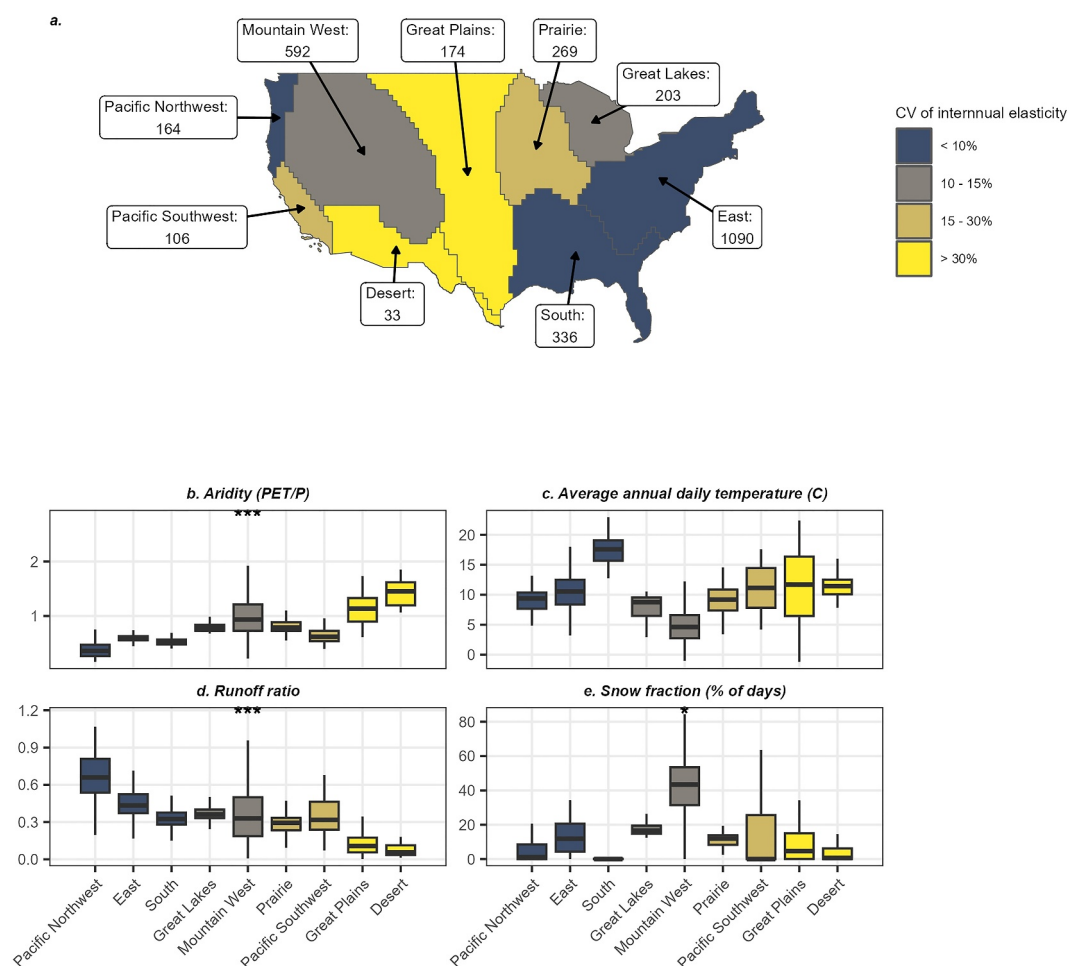 a.
Mountain West:
592
Great Plains:
174
Prairie:
269
Great Lakes:
203
Pacific Northwest:
164
Pacific Southwest:
106
East:
1090
Desert:
33
South:
336
CV of internnual elasticity
< 10%
10 - 15%
15 - 30%
> 30%
b. Aridity (PET/P)
***
2
1
c. Average annual daily temperature (C)
20
15
10
5
0
d. Runoff ratio
***
1.2
0.9
0.6
0.3
0.0
Pacific Northwest
East
South
Great Lakes
Mountain West
Prairie
Pacific Southwest
Great Plains
Desert
e. Snow fraction (% of days)
*
80
60
40
20
0
Pacific Northwest
East
South
Great Lakes
Mountain West
Prairie
Pacific Southwest
Great Plains
Desert